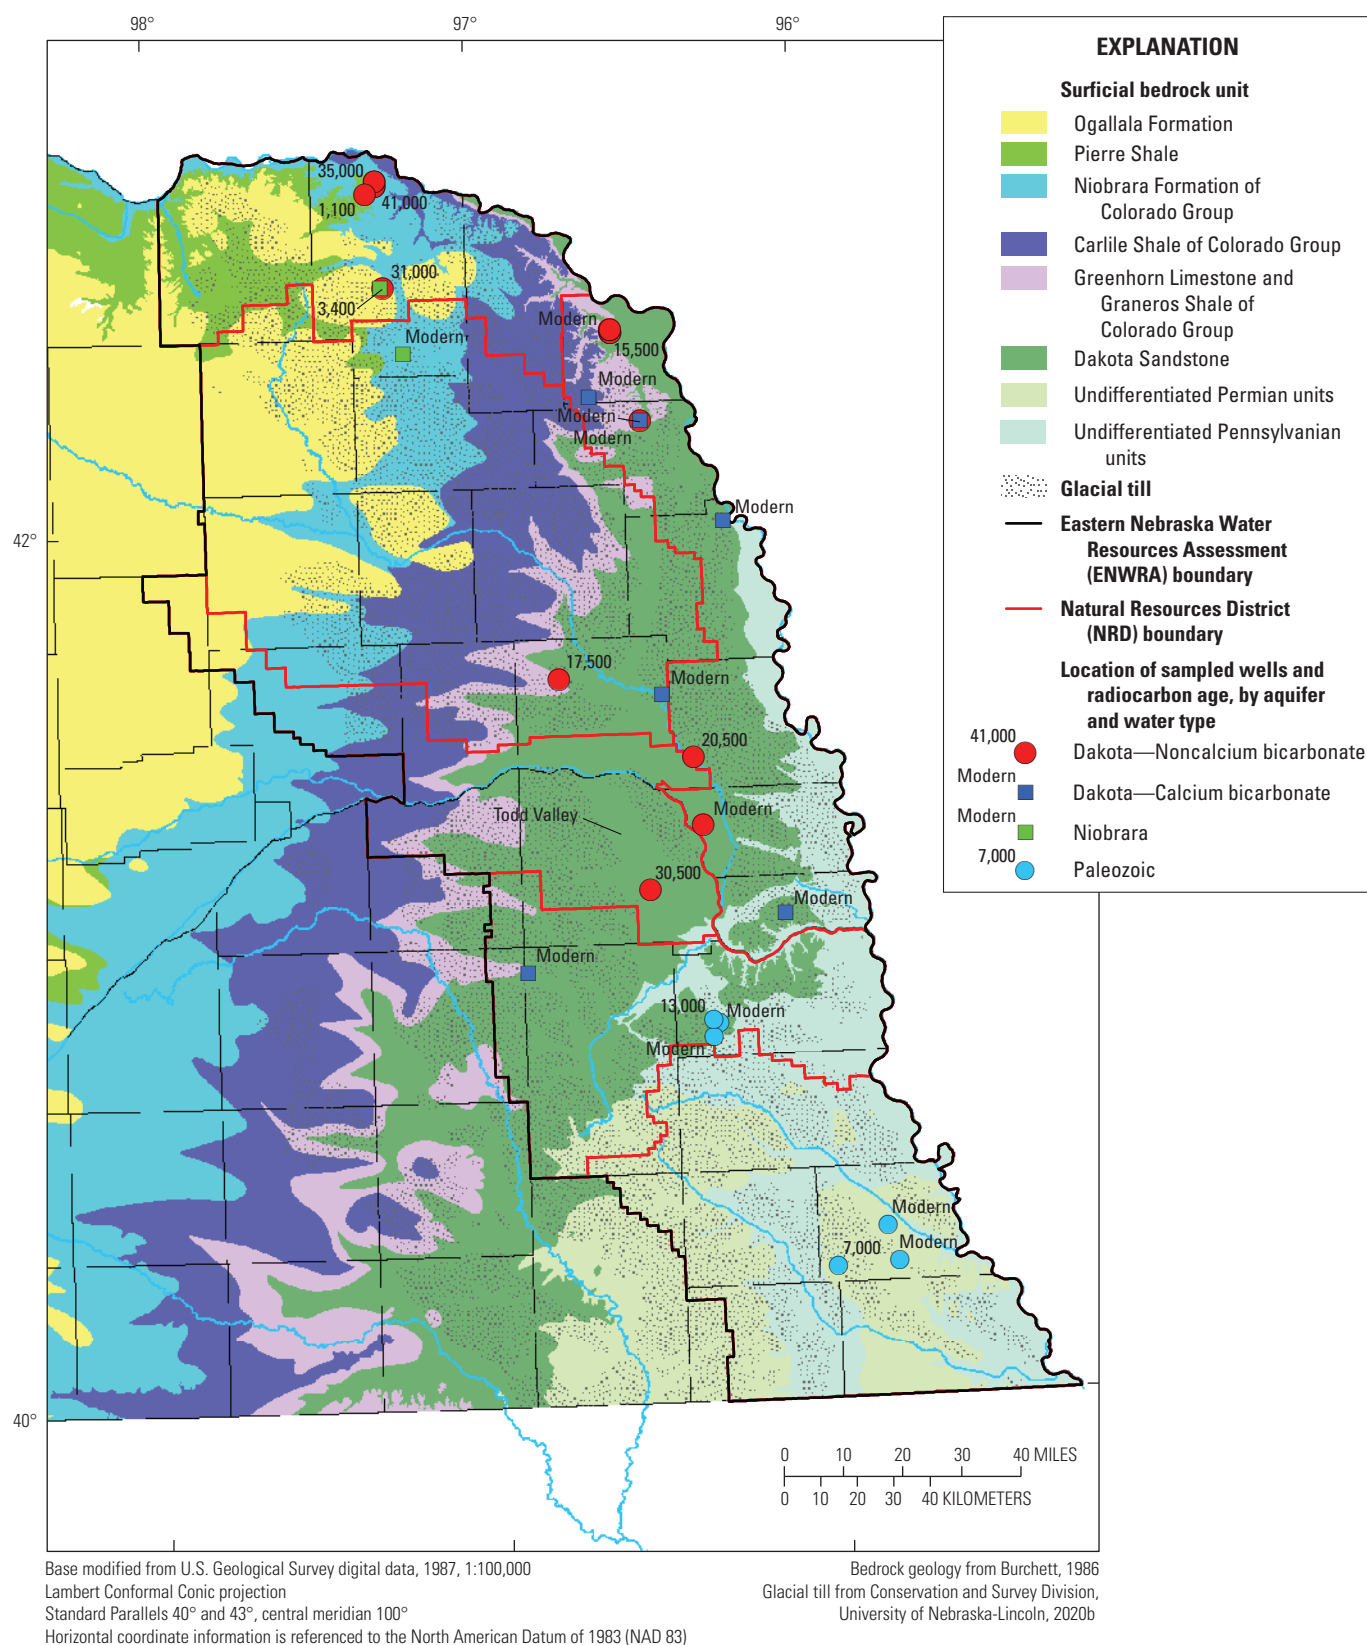 98°
97°
96°
42°
40°
EXPLANATION
Surficial bedrock unit
Ogallala Formation
Pierre Shale
Niobrara Formation of
Colorado Group
Carlile Shale of Colorado Group
Greenhorn Limestone and
Graneros Shale of
Colorado Group
Dakota Sandstone
Undifferentiated Permian units
Undifferentiated Pennsylvanian
units
Glacial till
Eastern Nebraska Water
Resources Assessment
(ENWRA) boundary
Natural Resources District
(NRD) boundary
Location of sampled wells and
radiocarbon age, by aquifer
and water type
41,000
Dakota—Noncalcium bicarbonate
Modern
Dakota—Calcium bicarbonate
Modern
Niobrara
7,000
Paleozoic
35,000
41,000
1,100
31,000
3,400
Modern
Modern
15,500
Modern
Modern
Modern
Modern
17,500
Modern
20,500
Modern
Todd Valley
30,500
Modern
Modern
13,000
Modern
Modern
Modern
7,000
Modern
0 10 20 30 40 MILES
0 10 20 30 40 KILOMETERS
Base modified from U.S. Geological Survey digital data, 1987, 1:100,000
Lambert Conformal Conic projection
Standard Parallels 40° and 43°, central meridian 100°
Horizontal coordinate information is referenced to the North American Datum of 1983 (NAD 83)
Bedrock geology from Burchett, 1986
Glacial till from Conservation and Survey Division,
University of Nebraska-Lincoln, 2020b